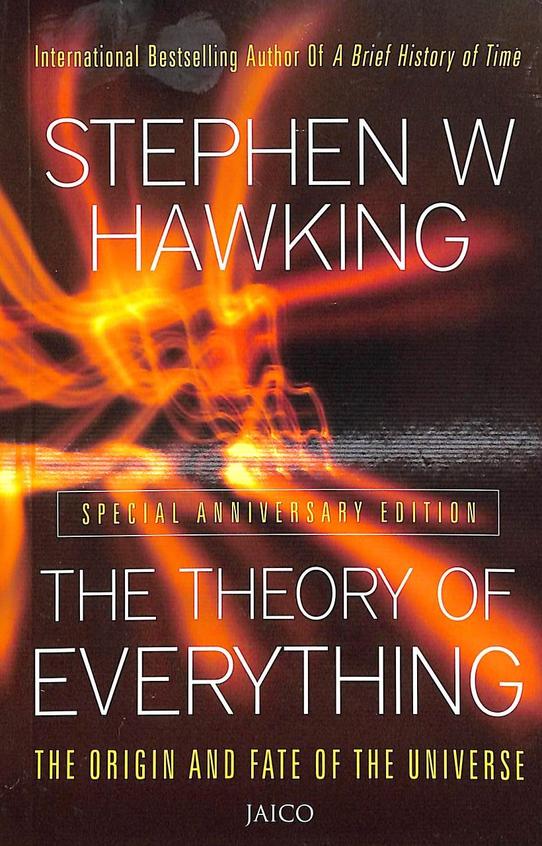 International Bestselling Author Of A Brief History of Time
STEPHEN W
HAWKING
SPECIAL ANNIVERSARY EDITION
THE THEORY OF
EVERYTHING
THE ORIGIN AND FATE OF THE UNIVERSE
JAICO